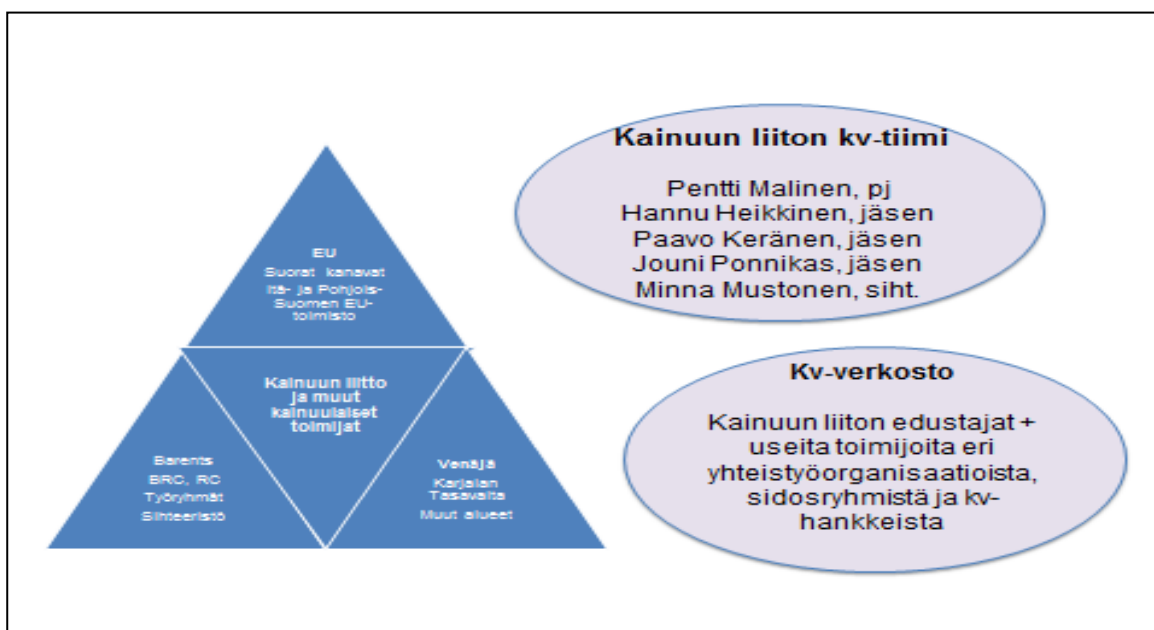 Kainuun liiton kv-tiimi
Pentti Malinen, pj
Hannu Heikkinen, jäsen
Paavo Keränen, jäsen
Jouni Ponnikas, jäsen
Minna Mustonen, siht.
EU
Suorat kanavat
Itä- ja Pohjois-
Suomen EU-
toimisto
Kainuun liitto
ja muut
kainuulaiset
toimijat
Barents
BRC, RC
Työryhmät
Sihteeristö
Venäjä
Karjalan
Tasavalta
Muut alueet
Kv-verkosto
Kainuun liiton edustajat +
useita toimijoita eri
yhteistyöorganisaatioista,
sidosryhmistä ja kv-
hankkeista